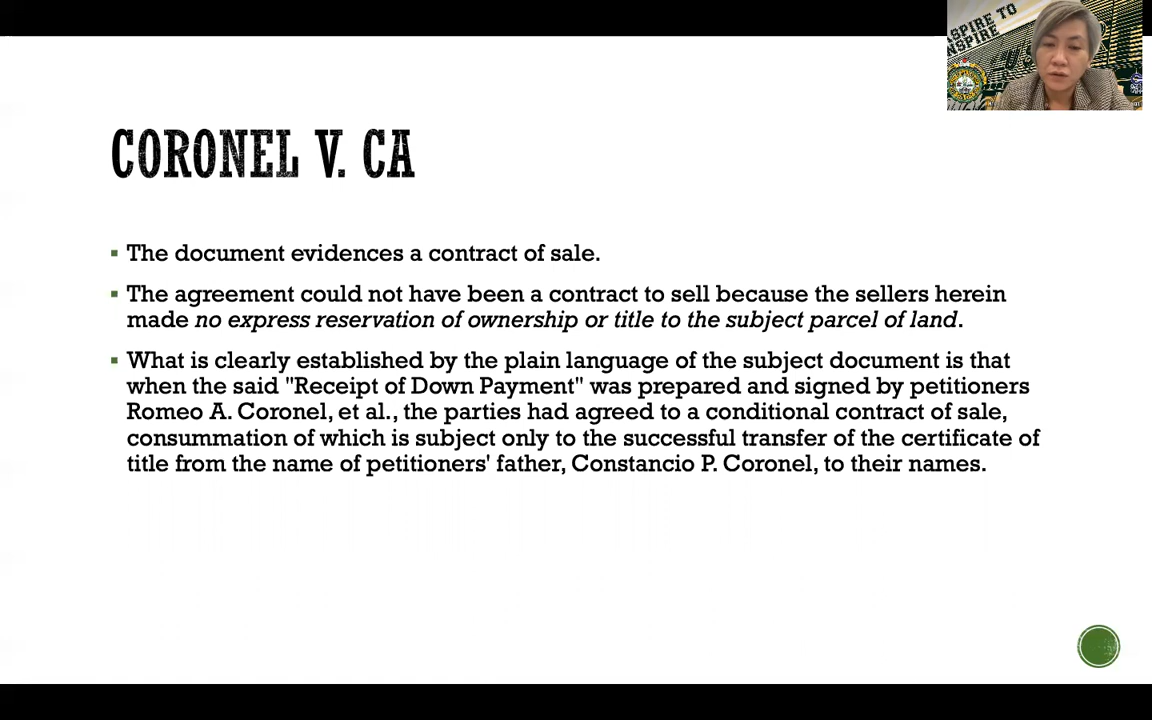 SPIRE TO
NSPIRE
CORONEL V. CA
The document evidences a contract of sale.
The agreement could not have been a contract to sell because the sellers herein
made no express reservation of ownership or title to the subject parcel of land.
What is clearly established by the plain language of the subject document is that
when the said "Receipt of Down Payment" was prepared and signed by petitioners
Romeo A. Coronel, et al., the parties had agreed to a conditional contract of sale,
consummation of which is subject only to the successful transfer of the certificate of
title from the name of petitioners' father, Constancio P. Coronel, to their names.